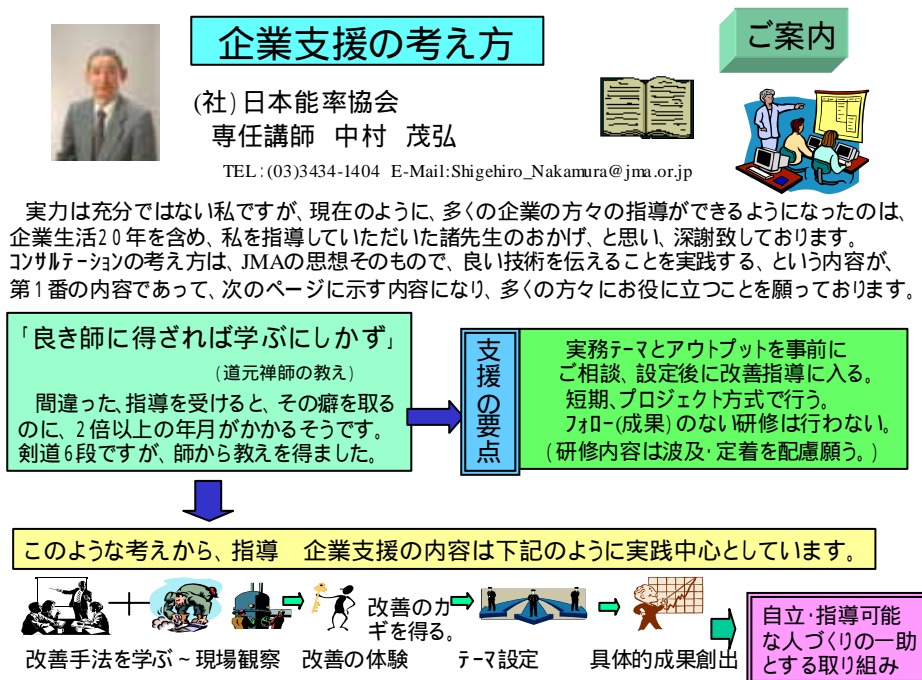 企業支援の考え方
ご案内
(社)日本能率協会
専任講師 中村 茂弘
TEL:(03)3434-1404 E-Mail:Shigehiro_Nakamura@jma.or.jp
実力は充分ではない私ですが、現在のように、多くの企業の方々の指導ができるようになったのは、
企業生活20年を含め、私を指導していただいた諸先生のおかげ、と思い、深謝致しております。
コンサルテーションの考え方は、JMAの思想そのもので、良い技術を伝えることを実践する、という内容が、
第1番の内容であって、次のページに示す内容になり、多くの方々にお役に立つことを願っております。
「良き師に得ざれば学ぶにしかず」
(道元禅師の教え)
間違った、指導を受けると、その癖を取る
のに、2倍以上の年月がかかるそうです。
剣道6段ですが、師から教えを得ました。
支援の要点
実務テーマとアウトプットを事前に
ご相談、設定後に改善指導に入る。
短期、プロジェクト方式で行う。
フォロー(成果)のない研修は行わない。
(研修内容は波及・定着を配慮願う。)
このような考えから、指導 企業支援の内容は下記のように実践中心としています。
改善のカ
ギを得る。
改善手法を学ぶ~現場観察 改善の体験 テーマ設定 具体的成果創出
自立・指導可能
な人づくりの一助
とする取り組み